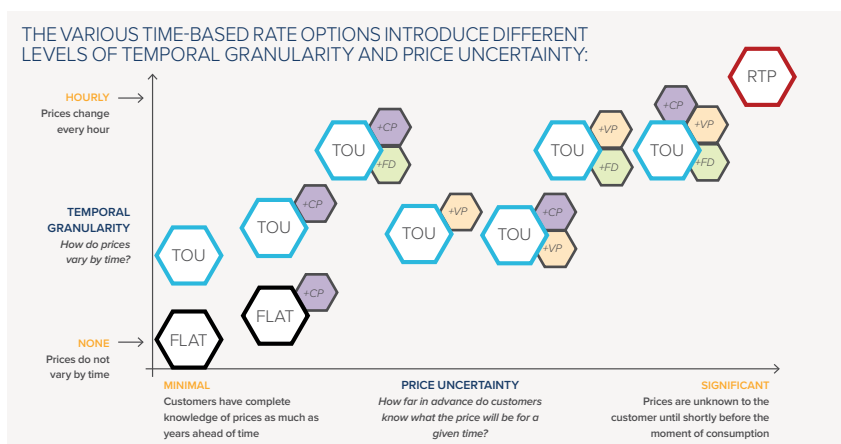 THE VARIOUS TIME-BASED RATE OPTIONS INTRODUCE DIFFERENT
LEVELS OF TEMPORAL GRANULARITY AND PRICE UNCERTAINTY:
HOURLY
Prices change
every hour
TEMPORAL
GRANULARITY
How do prices
vary by time?
NONE
Prices do not
vary by time
RTP
+CP
TOU
+FD
+VP
TOU
+FD
+CP
+VP
TOU
+FD
+CP
TOU
+VP
TOU
+CP
TOU
+VP
TOU
+CP
FLAT
FLAT
MINIMAL
Customers have complete
knowledge of prices as much as
years ahead of time
PRICE UNCERTAINTY
How far in advance do customers
know what the price will be for a
given time?
SIGNIFICANT
Prices are unknown to the
customer until shortly before the
moment of consumption